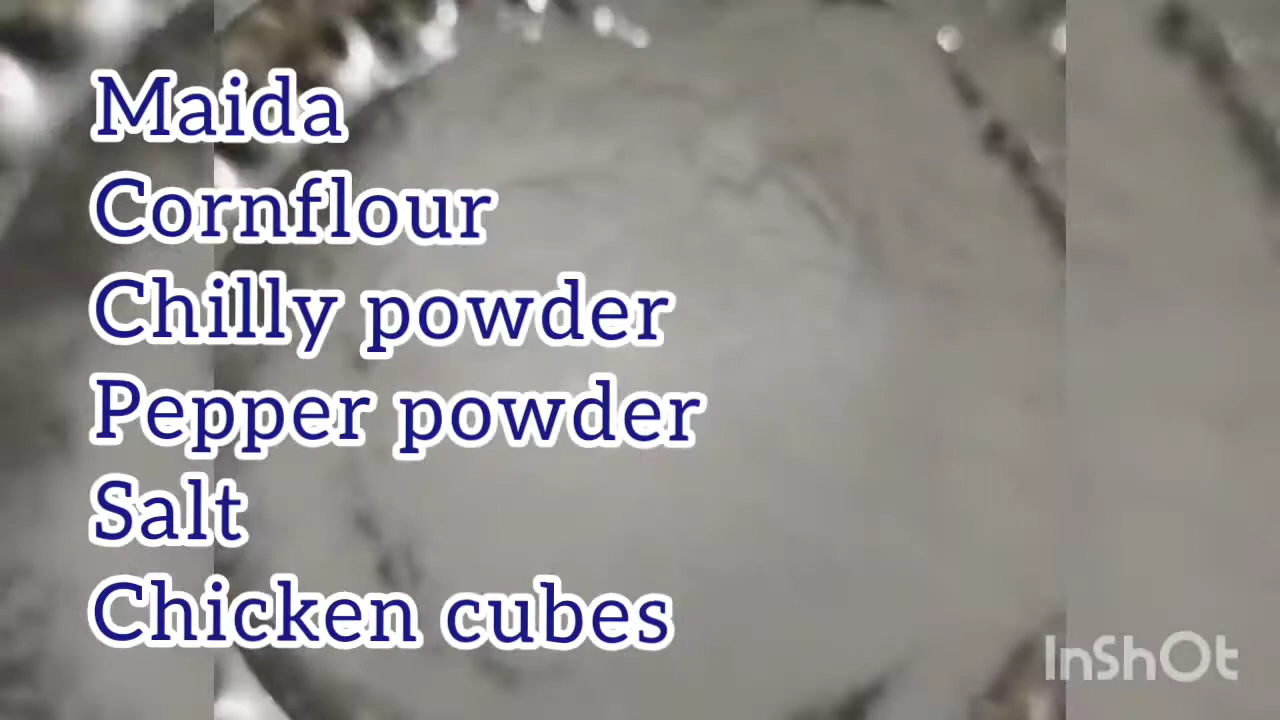 Maida
Cornflour
Chilly powder
Pepper powder
Salt
Chicken cubes
InShOt